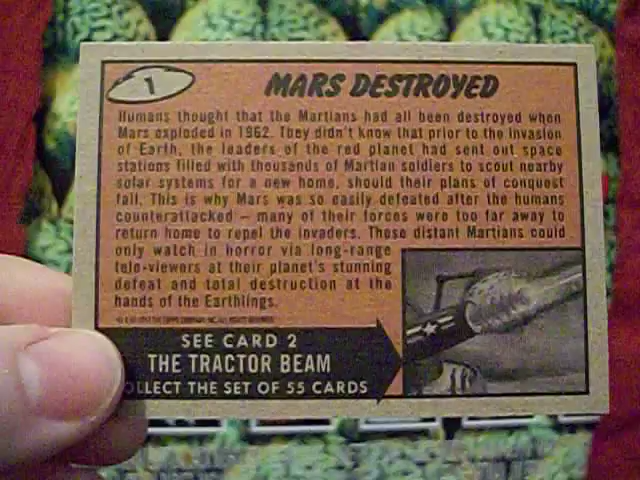 1
MARS DESTROYED
Humans thought that the Martians had all been destroyed when
Mars exploded in 1962. They didn't know that prior to the invasion
of Earth, the leaders of the red planet had sent out space
stations filled with thousands of Martian soldiers to scout nearby
solar systems for a new home, should their plans of conquest
fail. This is why Mars was so easily defeated after the humans
counterattacked — many of their forces were too far away to
return home to repel the invaders. These distant Martians could
only watch in horror via long-range
tele-viewers at their planet's stunning
defeat and total destruction at the
hands of the Earthlings.
SEE CARD 2
THE TRACTOR BEAM
OLLECT THE SET OF 55 CARDS